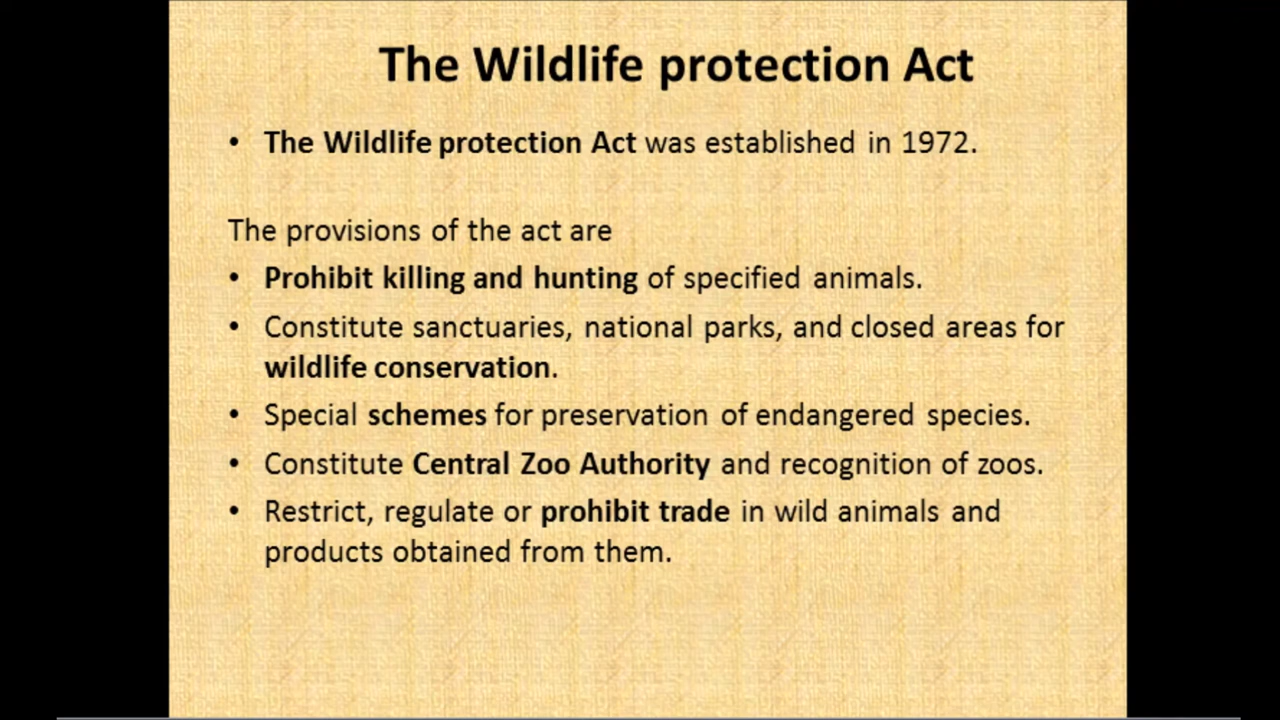 The Wildlife protection Act
• The Wildlife protection Act was established in 1972.
The provisions of the act are
• Prohibit killing and hunting of specified animals.
• Constitute sanctuaries, national parks, and closed areas for
wildlife conservation.
• Special schemes for preservation of endangered species.
• Constitute Central Zoo Authority and recognition of zoos.
• Restrict, regulate or prohibit trade in wild animals and
products obtained from them.